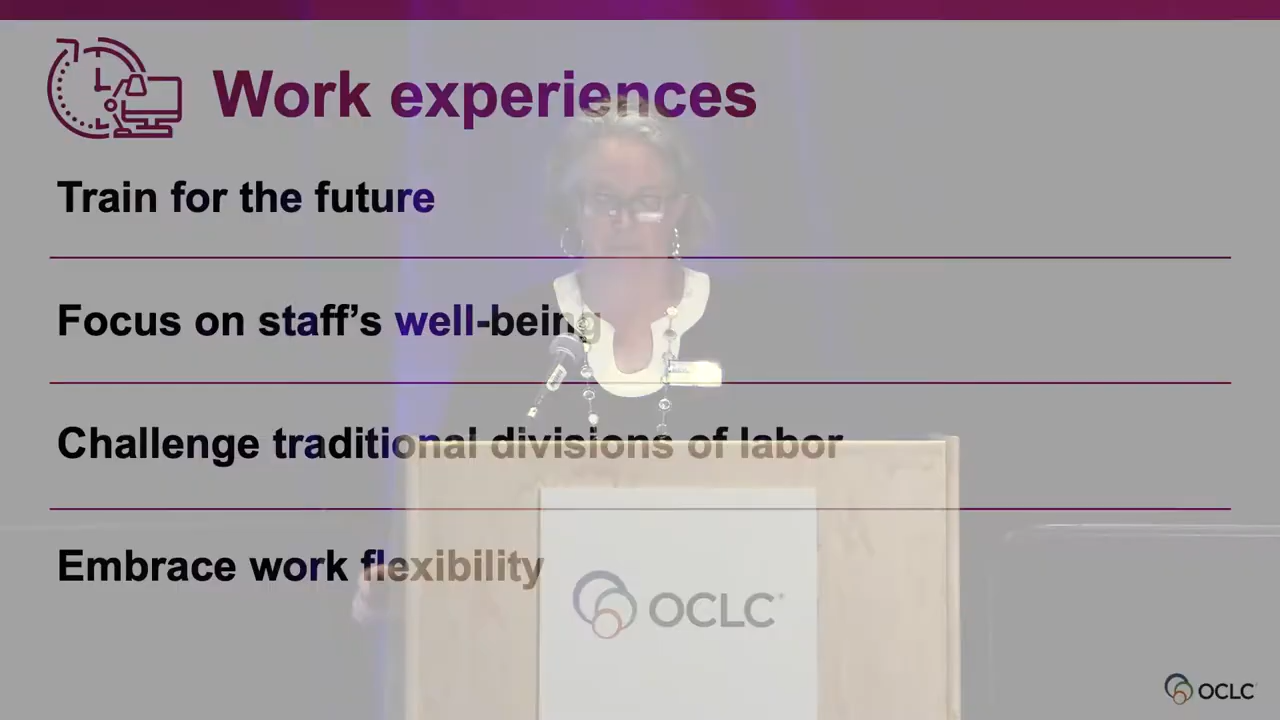 Work experiences
Train for the future
Focus on staff’s well-being
Challenge traditional divisions of labor
Embrace work flexibility
OCLC
OCLC